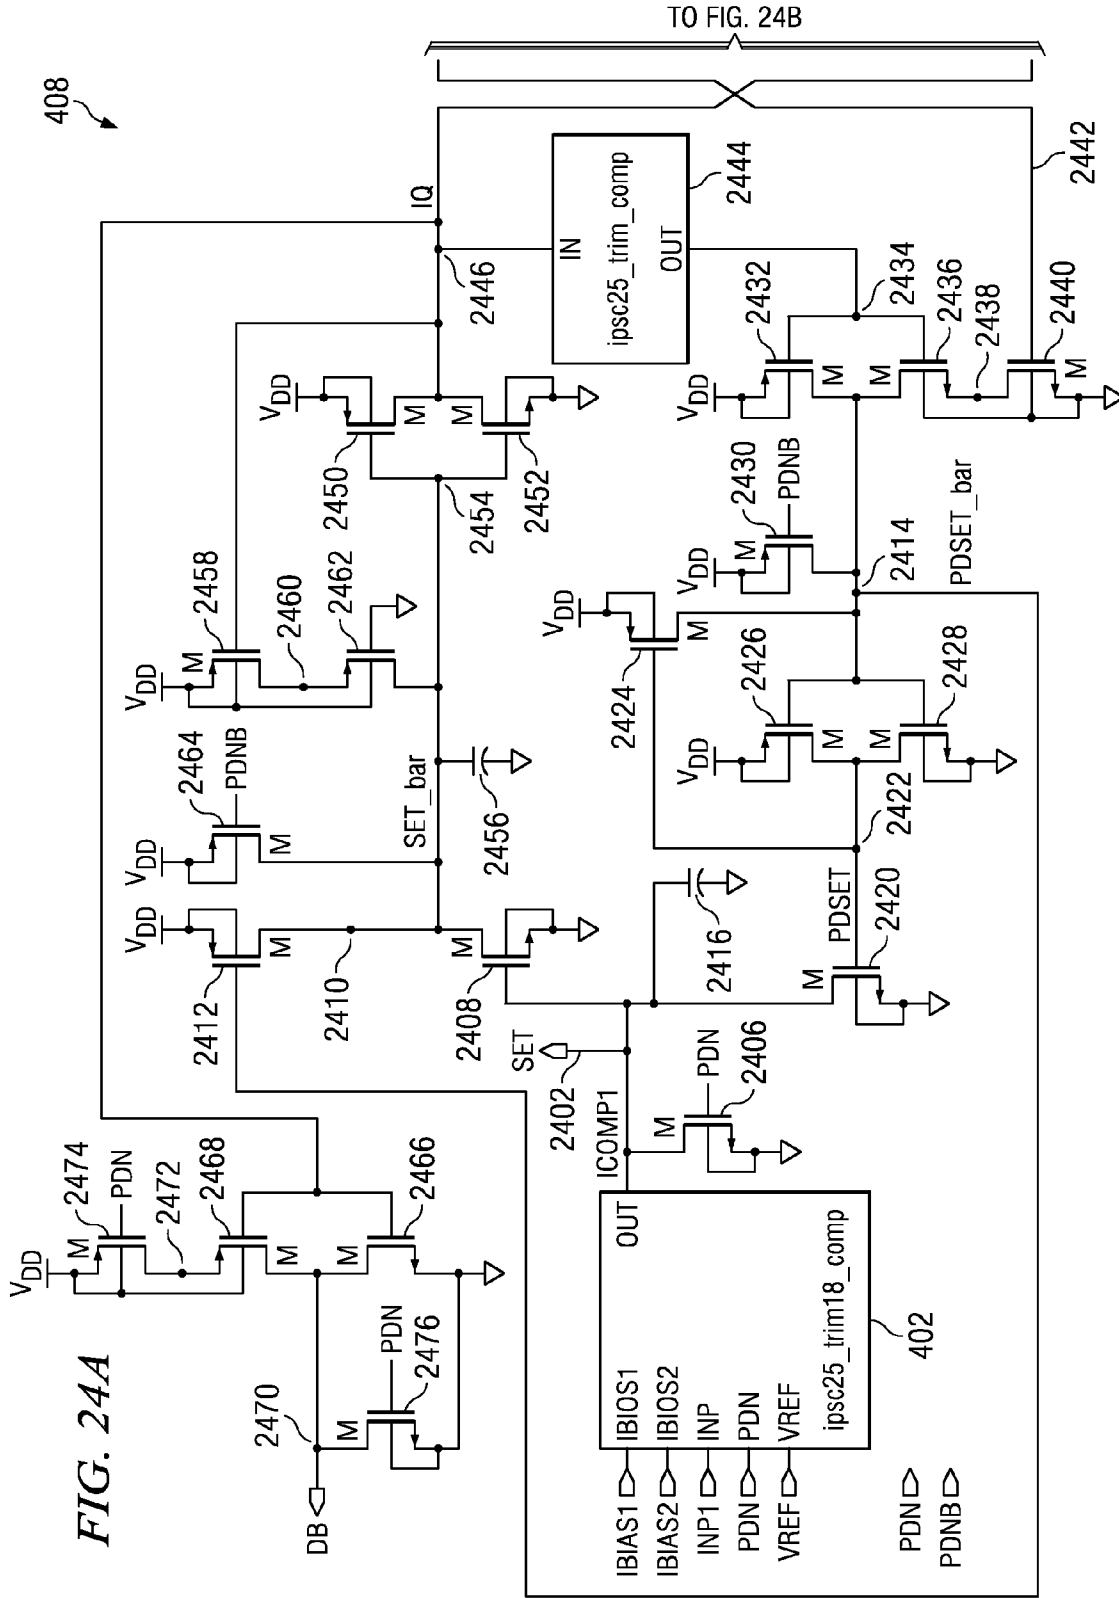 FIG. 24A
408
TO FIG. 24B
VDD
2474
M
PDN
2472
2468
M
M
2466
PDN
2476
M
2470
DB
VDD
2412
M
2410
2408
VDD
2464
PDNB
M
SET_bar
2456
VDD
2458
M
2460
2462
VDD
2450
M
M
2452
2454
IQ
2446
IN
ipsc25_trim_comp
OUT
2444
2442
VDD
2432
M
2434
M
2436
2438
2440
M
VDD
2430
PDNB
M
2414
PDSET_bar
VDD
2424
M
VDD
2426
M
M
2428
2422
PDSET
2420
M
2416
SET
2402
ICOMP1
M
PDN
2406
OUT
ipsc25_trim18_comp
402
IBIAS1
IBIOS1
IBIAS2
IBIOS2
INP1
INP
PDN
PDN
VREF
VREF
PDN
PDNB